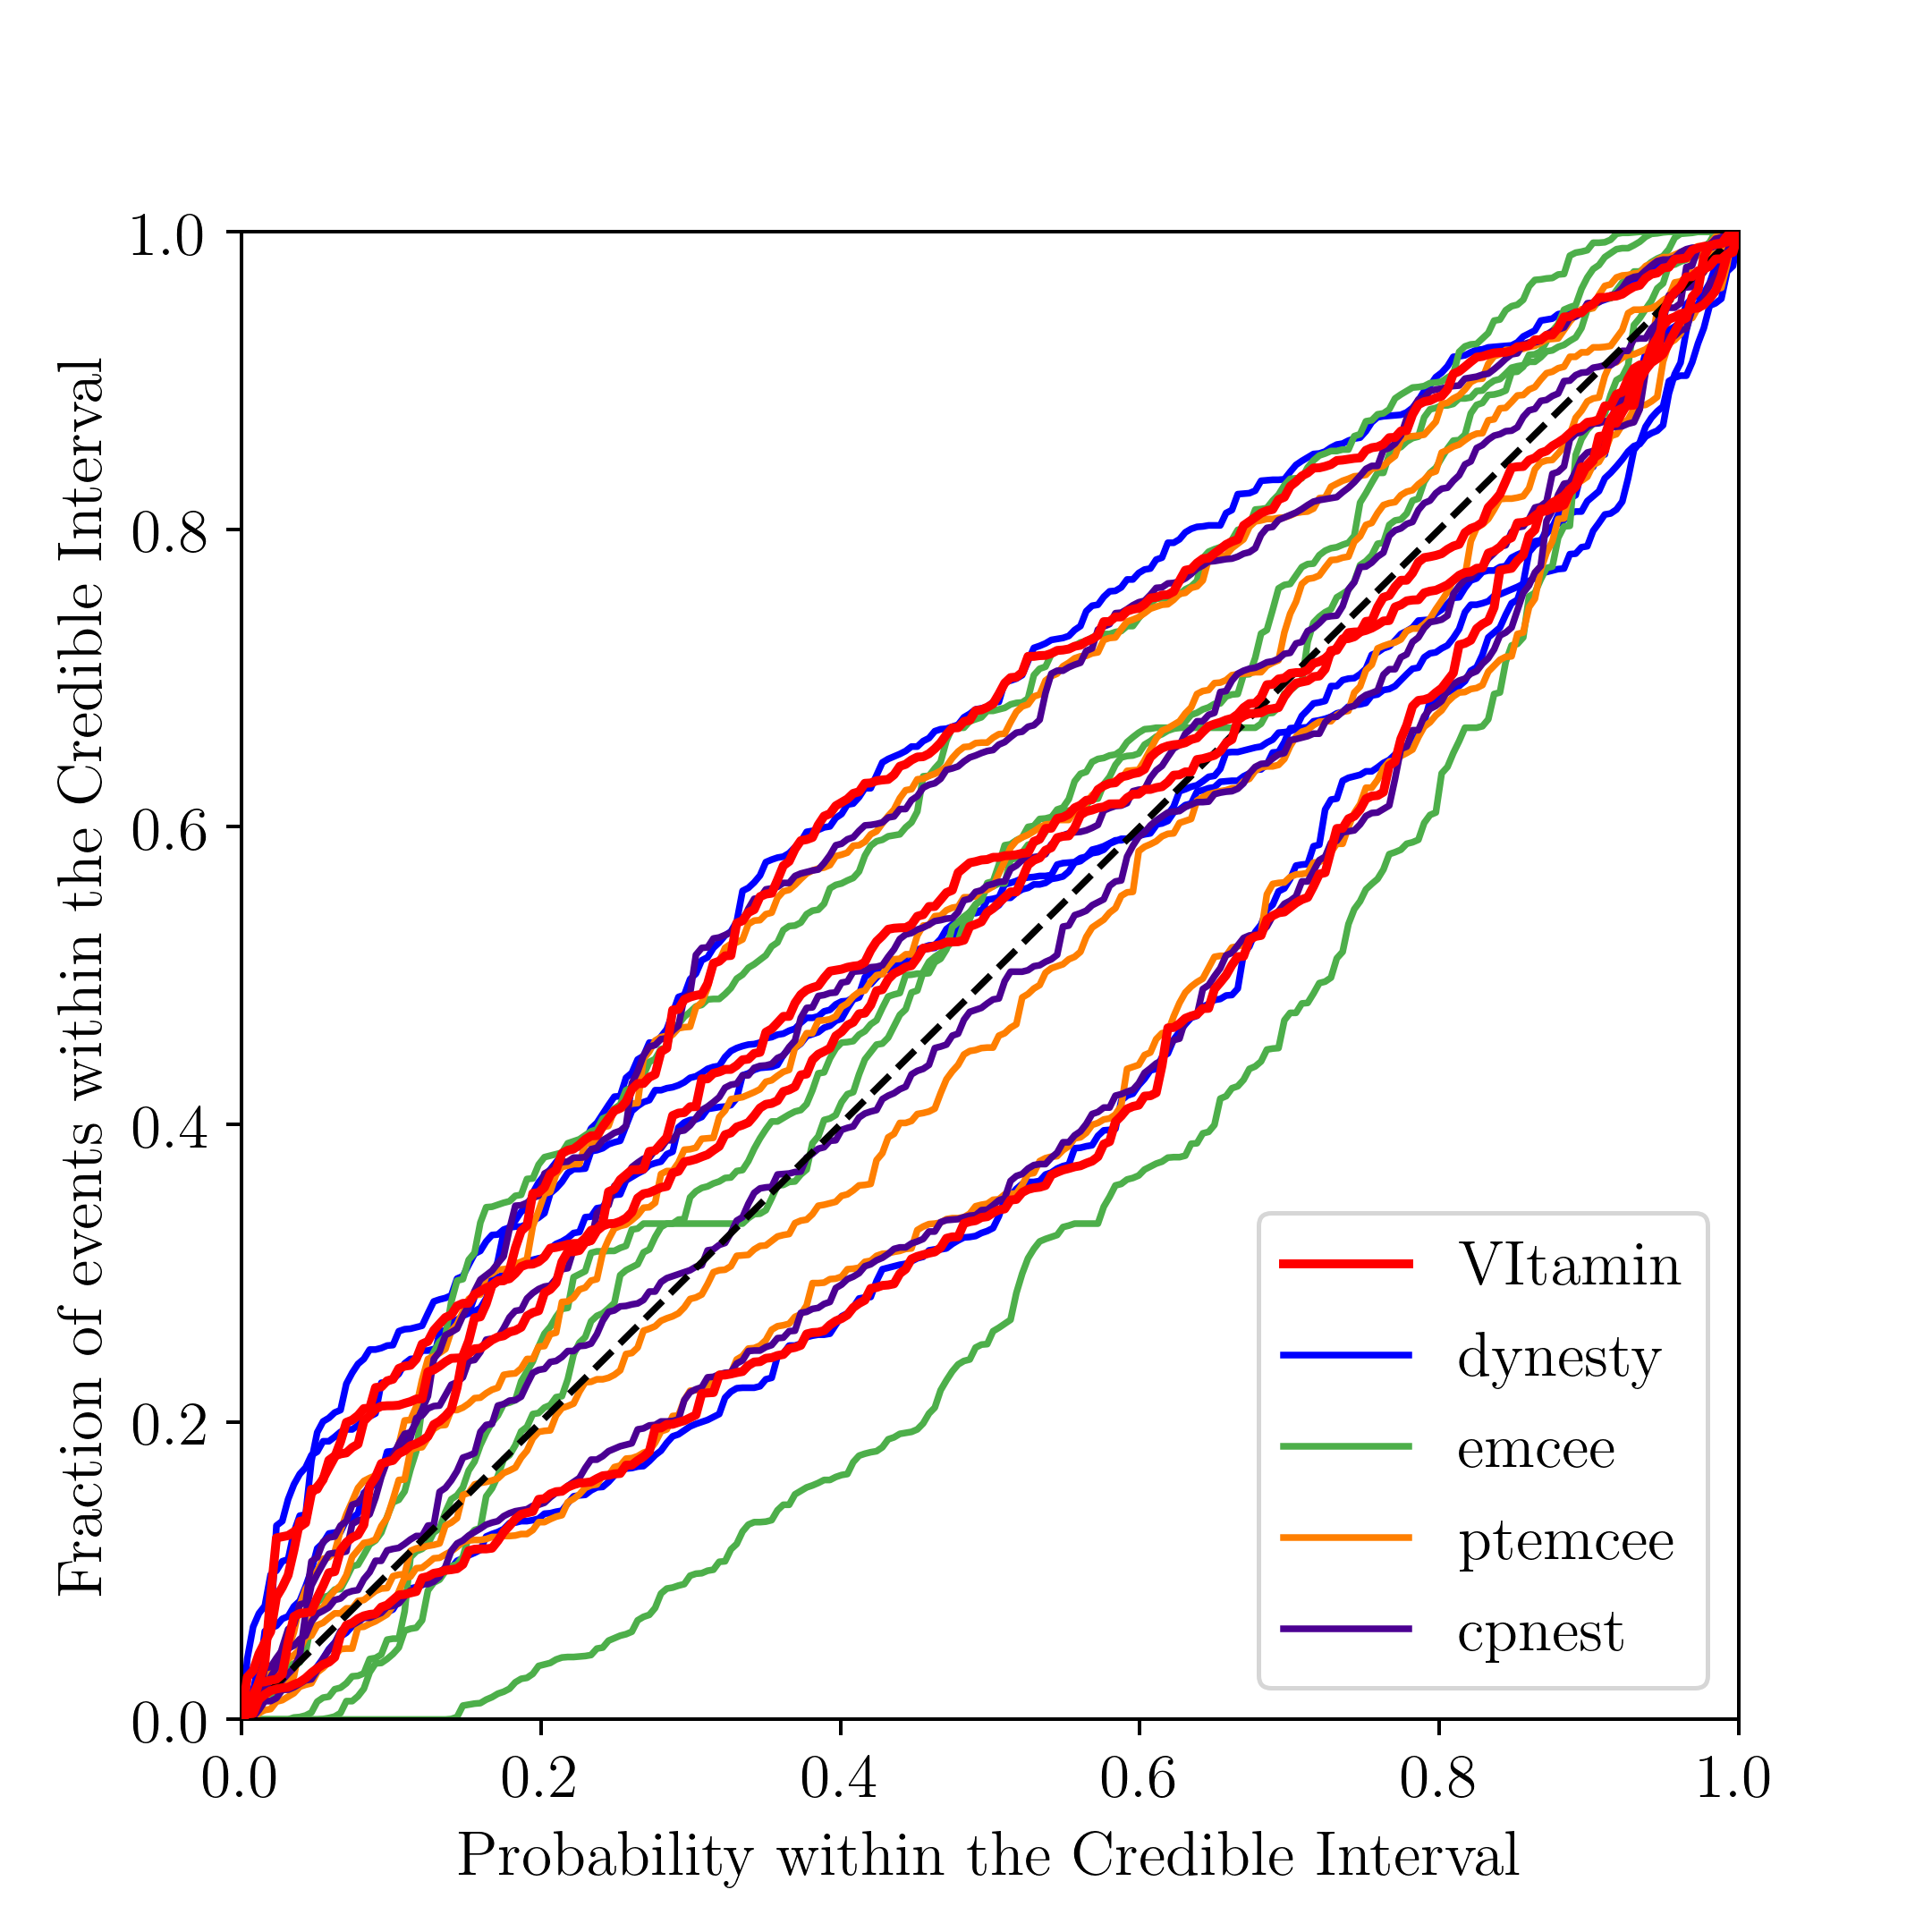 Fraction of events within the Credible Interval
1.0
0.8
0.6
0.4
0.2
0.0
0.0 0.2 0.4 0.6 0.8 1.0
Probability within the Credible Interval
VItamin
dynesty
emcee
ptemcee
cpnest